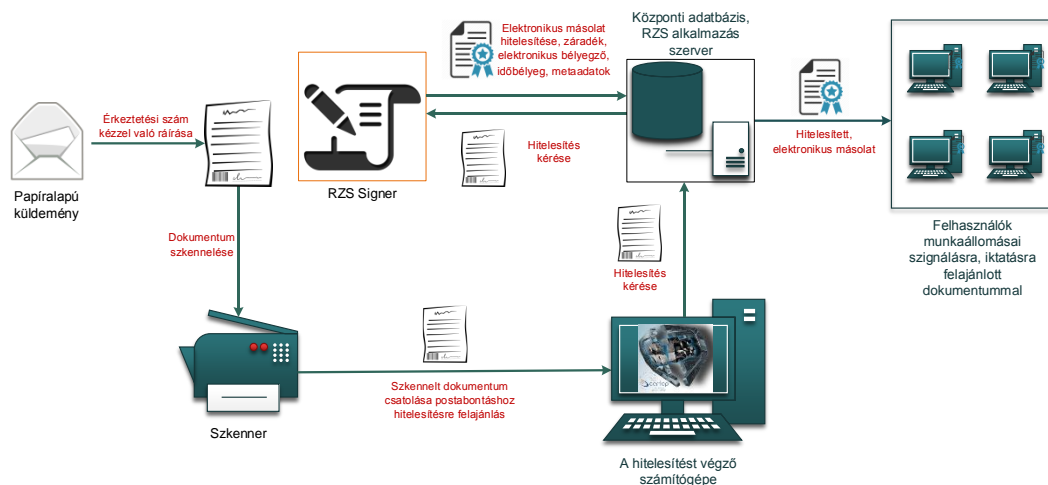 Elektronikus másolat
hitelesítése, záradék,
elektronikus bélyegző,
időbélyeg, metaadatok
Központi adatbázis,
RZS alkalmazás
szerver
Érkeztetési szám
kézzel való ráírása
Hitelesítés
kérése
Hitelesített,
elektronikus másolat
Papíralapú
küldemény
RZS Signer
Dokumentum
szkennelése
Hitelesítés
kérése
Felhasználók
munkaállomásai
szignálásra, iktatásra
felajánlott
dokumentummal
Szkennelt dokumentum
csatolása postabontáshoz
hitelesítésre felajánlás
Szkenner
A hitelesítést végző
számítógépe